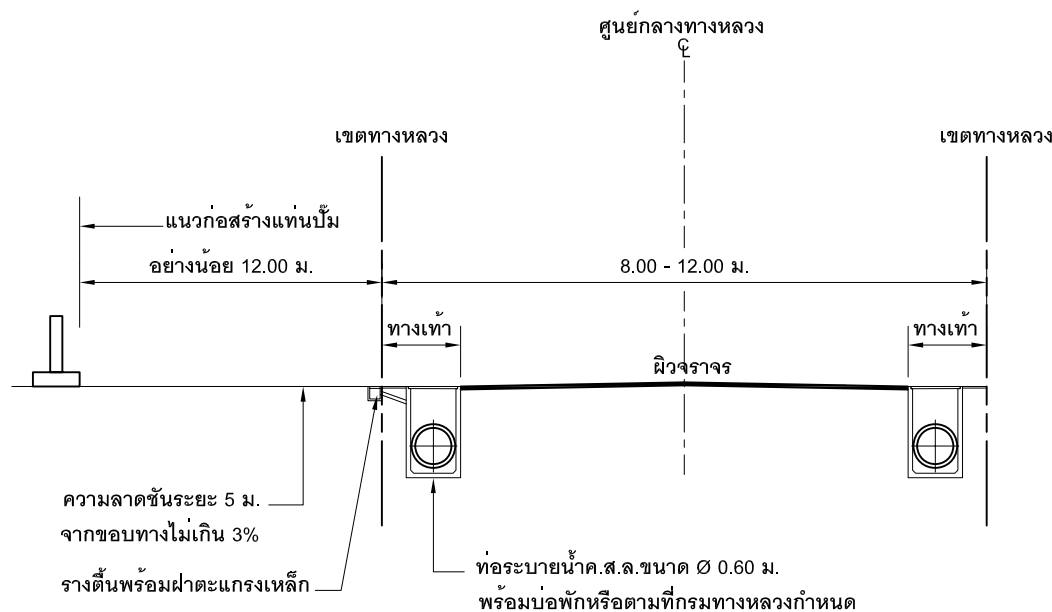 ศูนย์กลางทางหลวง
℄
เขตทางหลวง
เขตทางหลวง
แนวก่อสร้างแท่นปั๊ม
อย่างน้อย 12.00 ม.
8.00 - 12.00 ม.
ทางเท้า
ทางเท้า
ผิวจราจร
ความลาดชันระยะ 5 ม.
จากขอบทางไม่เกิน 3%
รางตื้นพร้อมฝาตะแกรงเหล็ก
ท่อระบายน้ำค.ส.ล.ขนาด Ø 0.60 ม.
พร้อมบ่อพักหรือตามที่กรมทางหลวงกำหนด